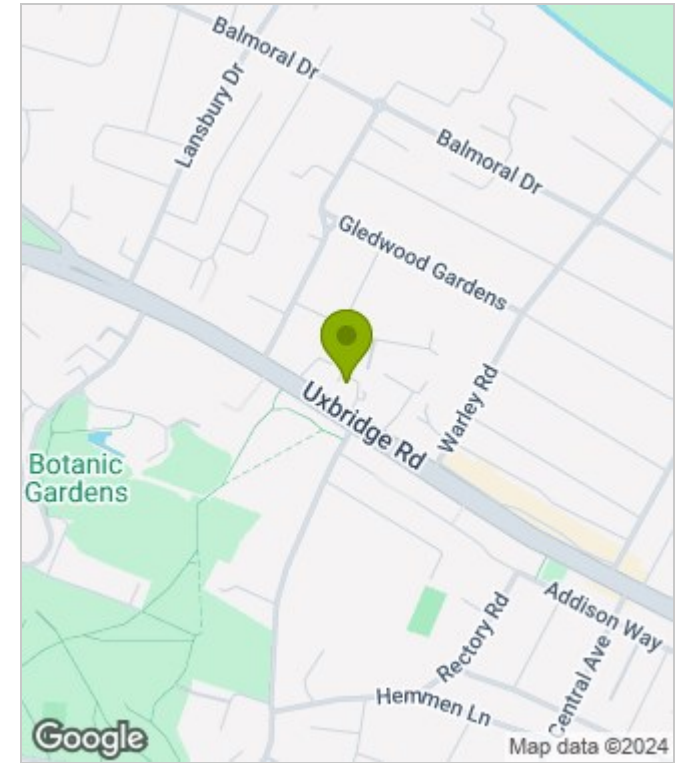 Balmoral Dr
Lansbury Dr
Balmoral Dr
Gledwood Gardens
Uxbridge Rd
Warley Rd
Botanic
Gardens
Addison Way
Rectory Rd
Central Ave
Hemmen Ln
Google
Map data ©2024